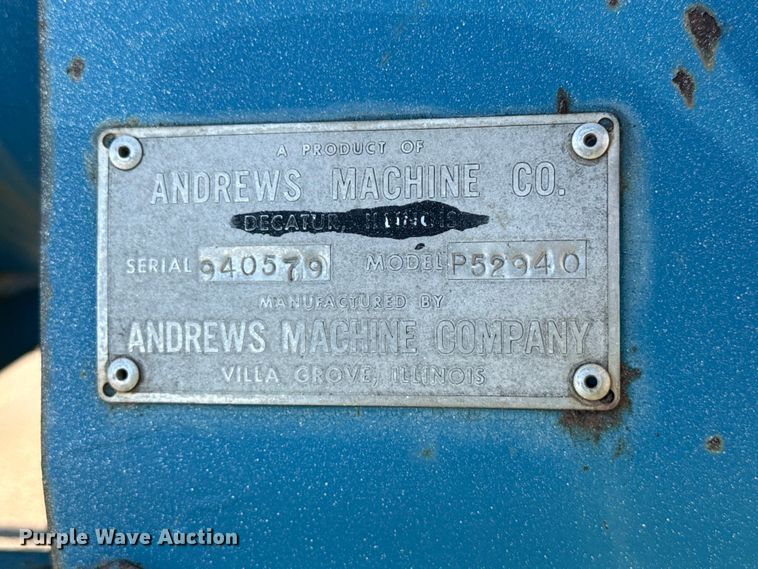 A PRODUCT OF
ANDREWS MACHINE CO.
DECATUR, ILLINOIS
SERIAL 940579 MODEL P52940
MANUFACTURED BY
ANDREWS MACHINE COMPANY
VILLA GROVE, ILLINOIS
Purple Wave Auction